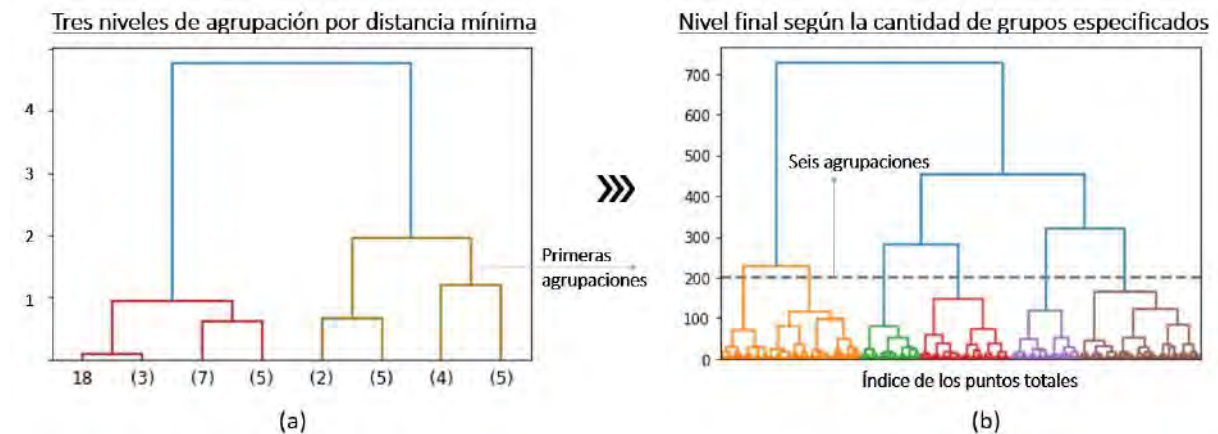 Tres niveles de agrupación por distancia mínima
4
3
2
1
18 (3) (7) (5) (2) (5) (4) (5)
Primeras
agrupaciones
(a)
»»
Nivel final según la cantidad de grupos especificados
700
600
500
400
300
200
100
0
Seis agrupaciones
Índice de los puntos totales
(b)